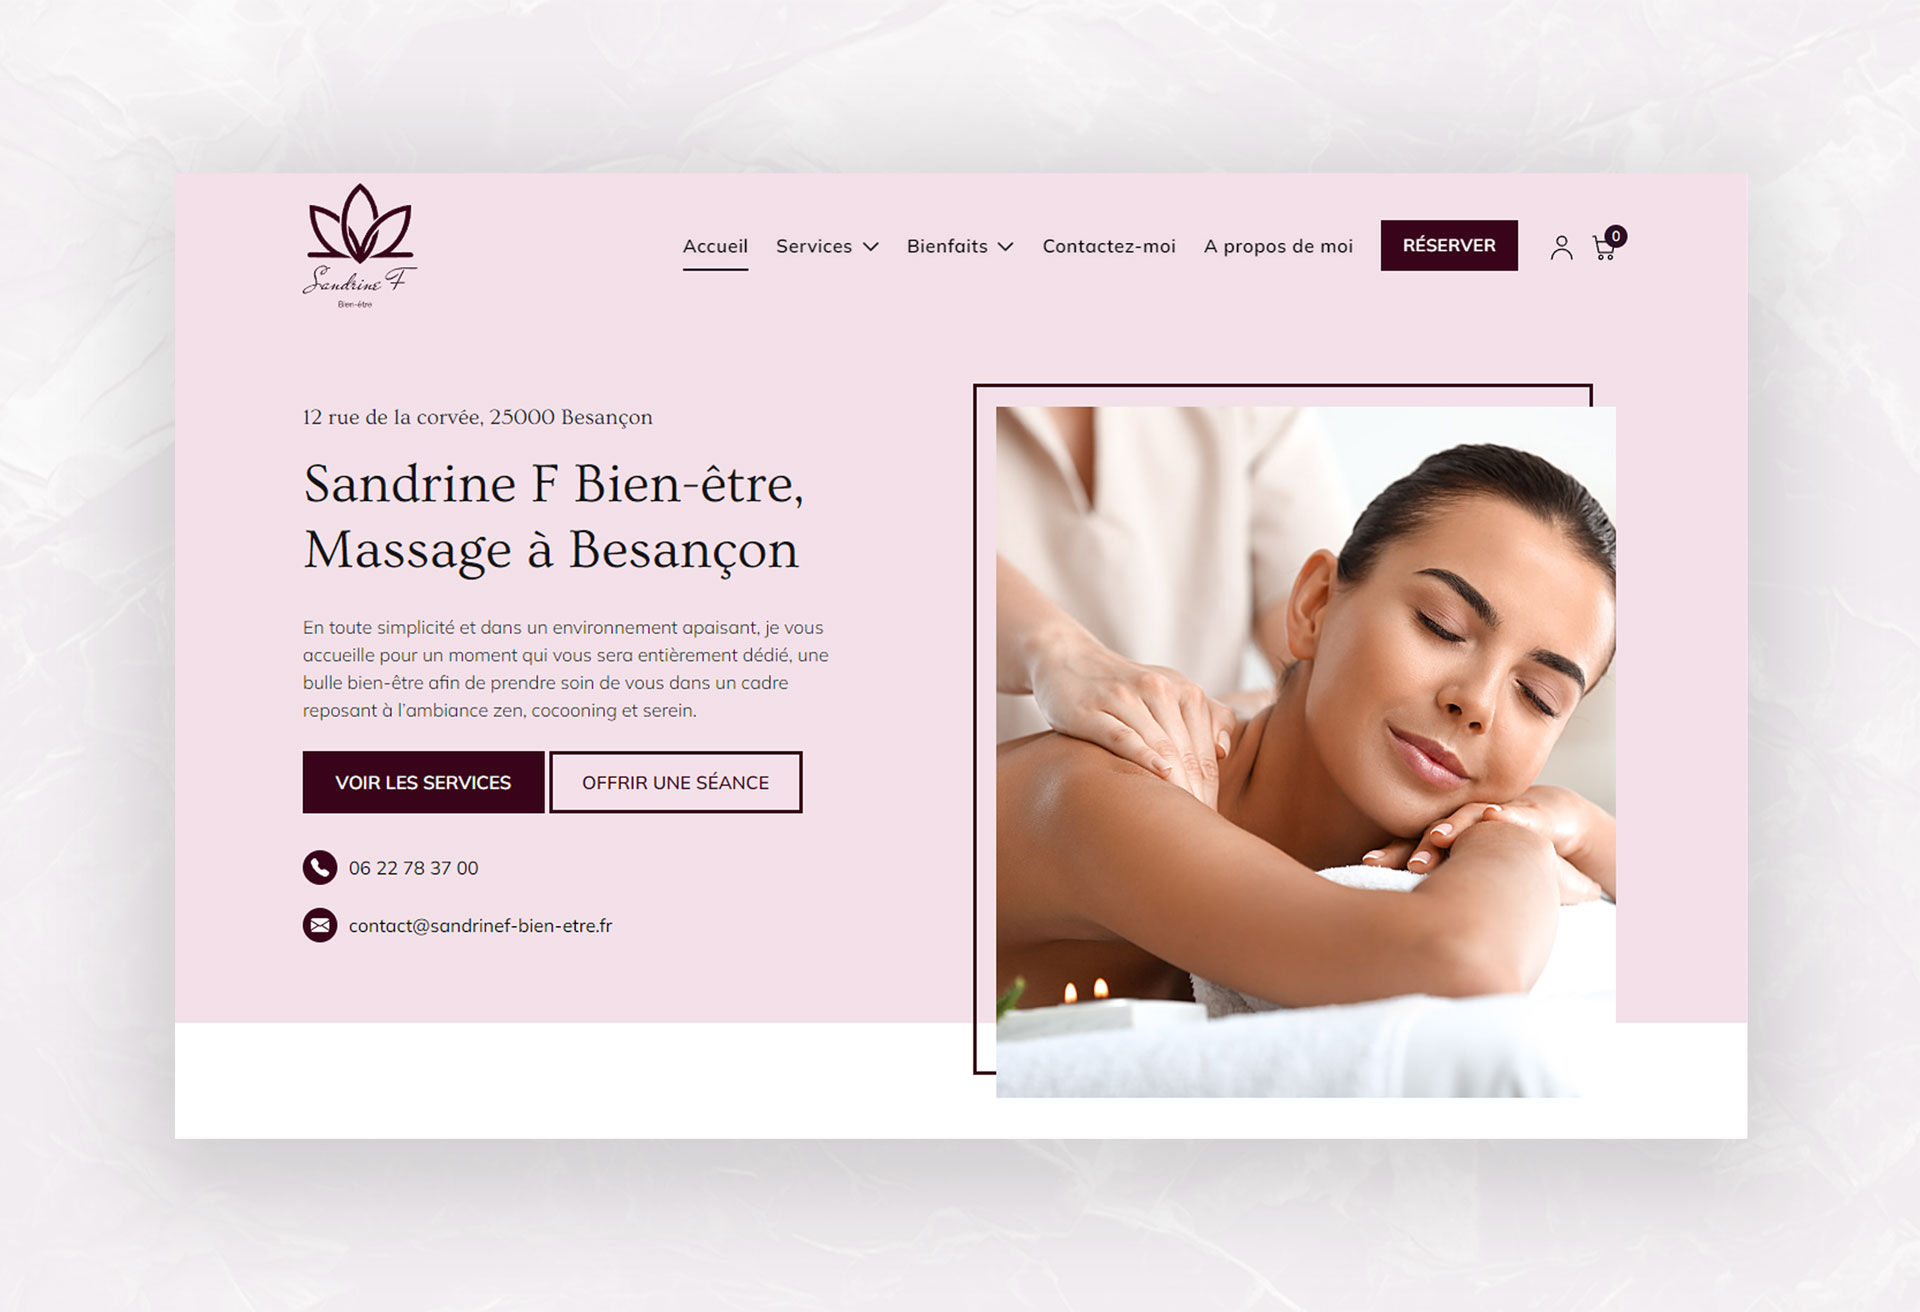 Sandrine F
Bien-être
Accueil
Services
Bienfaits
Contactez-moi
A propos de moi
RÉSERVER
0
12 rue de la corvée, 25000 Besançon
Sandrine F Bien-être,
Massage à Besançon
En toute simplicité et dans un environnement apaisant, je vous
accueille pour un moment qui vous sera entièrement dédié, une
bulle bien-être afin de prendre soin de vous dans un cadre
reposant à l'ambiance zen, cocooning et serein.
VOIR LES SERVICES
OFFRIR UNE SÉANCE
06 22 78 37 00
contact@sandrinef-bien-etre.fr